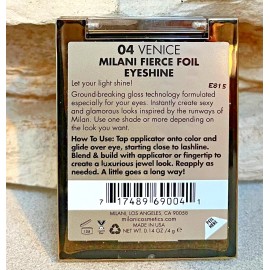 04 VENICE
MILANI FIERCE FOIL
EYESHINE
Let your light shine!
E815
Ground-breaking gloss technology formulated
especially for your eyes. Instantly create sexy
and glamorous looks inspired by the runways of
Milan. Use one shade or more depending on
the look you want.
How To Use: Tap applicator onto color and
glide over eye, starting close to lashline.
Blend & build with applicator or fingertip to
create a luxurious jewel look. Reapply as
needed. A little goes a long way!
7 17489 69004 1
MILANI, LOS ANGELES, CA 90058
milanicosmetics.com
MADE IN USA
NET WT. 0.14 OZ / 4 g